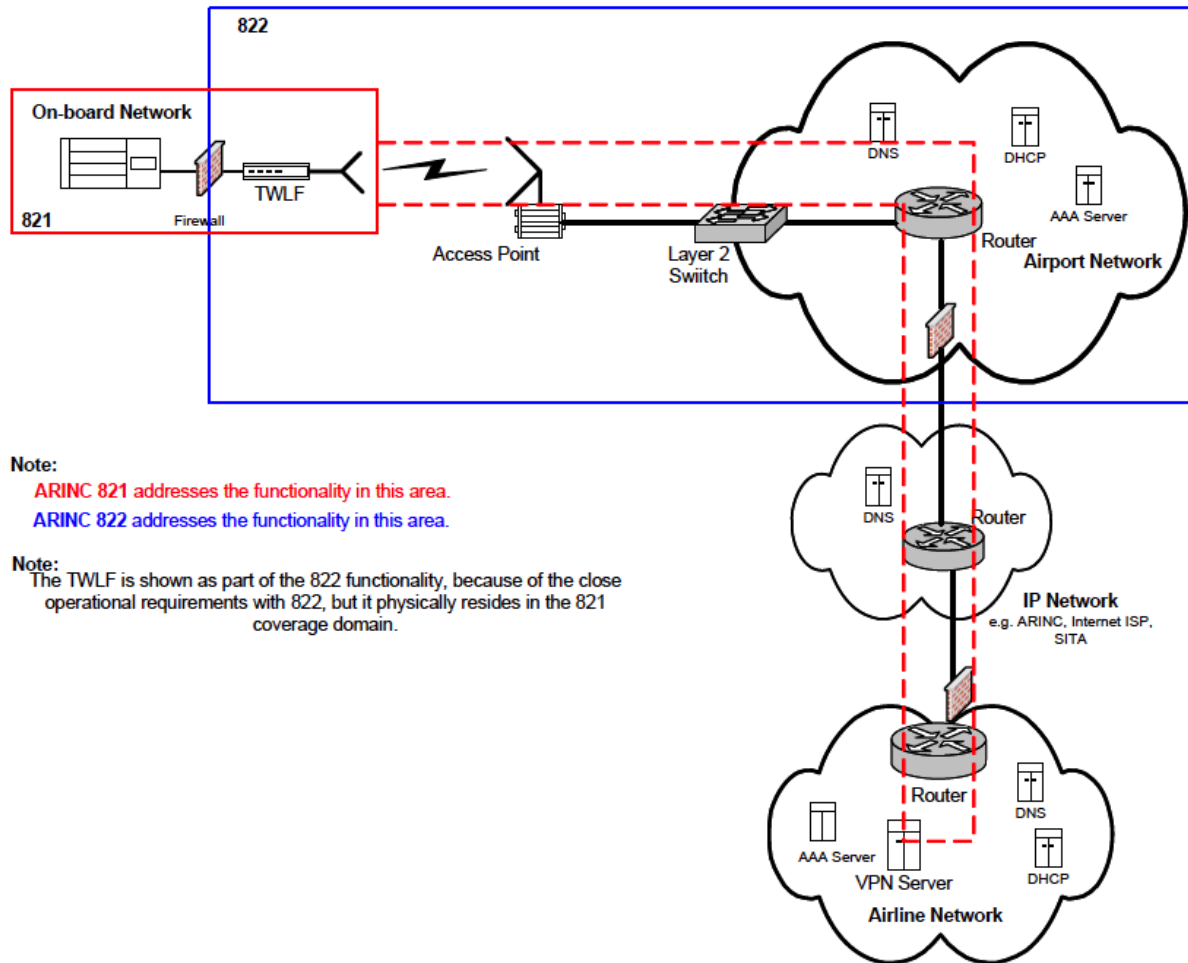 822
On-board Network
TWLF
Firewall
821
Access Point
Layer 2
Swiitch
DNS
DHCP
AAA Server
Router
Airport Network
Note:
ARINC 821 addresses the functionality in this area.
ARINC 822 addresses the functionality in this area.
Note:
The TWLF is shown as part of the 822 functionality, because of the close
operational requirements with 822, but it physically resides in the 821
coverage domain.
DNS
Router
IP Network
e.g. ARINC, Internet ISP,
SITA
Router
DNS
AAA Server
VPN Server
DHCP
Airline Network